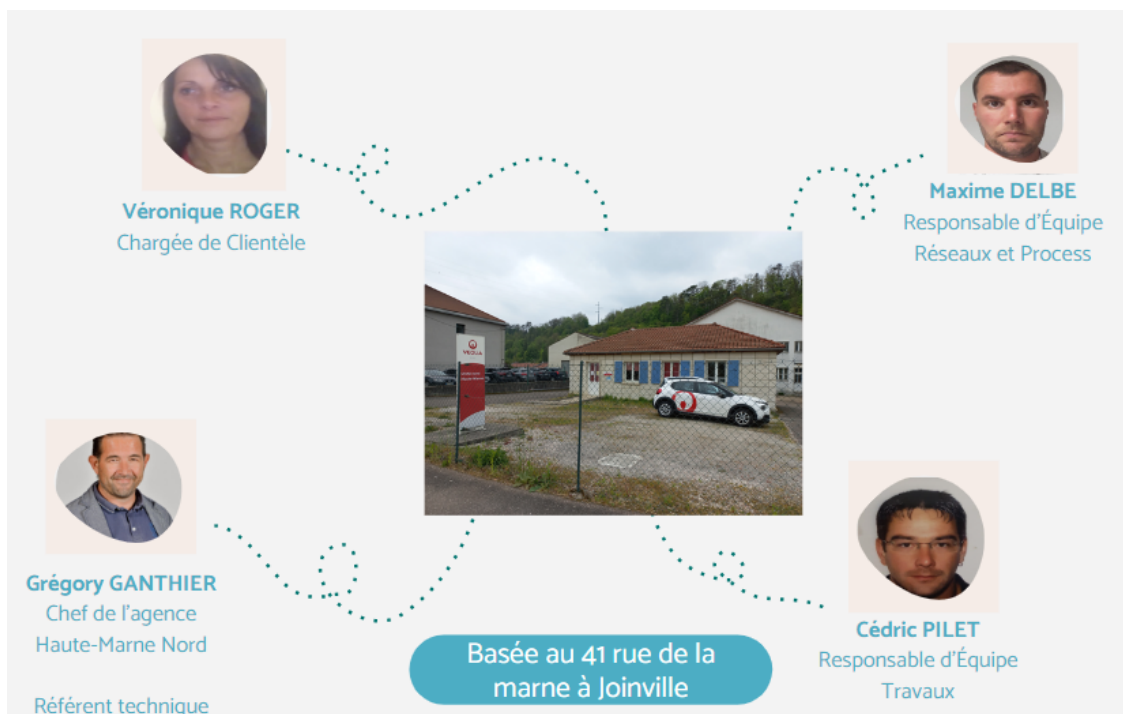 Véronique ROGER
Chargée de Clientèle
Maxime DELBE
Responsable d'Équipe
Réseaux et Process
VEOLIA
Grégory GANTHIER
Chef de l'agence
Haute-Marne Nord
Référent technique
Basée au 41 rue de la
marne à Joinville
Cédric PILET
Responsable d'Équipe
Travaux